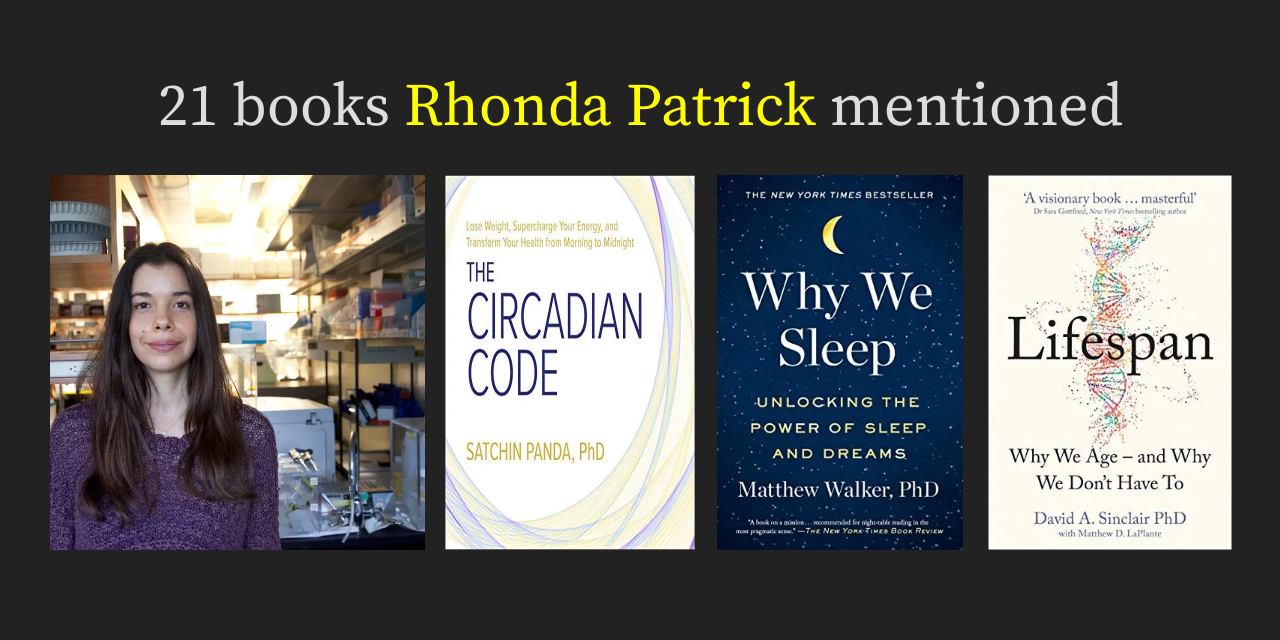 21 books Rhonda Patrick mentioned
Lose Weight, Supercharge Your Energy, and
Transform Your Health from Morning to Midnight
THE
CIRCADIAN
CODE
SATCHIN PANDA, PhD
THE NEW YORK TIMES BESTSELLER
Why We
Sleep
UNLOCKING THE
POWER OF SLEEP
AND DREAMS
Matthew Walker, PhD
"A book on a mission . . . recommended for night-table reading in the
most pragmatic sense." —THE NEW YORK TIMES BOOK REVIEW
‘A visionary book … masterful’
Dr Sara Gottfried, New York Times bestselling author
Lifespan
Why We Age – and Why
We Don’t Have To
David A. Sinclair PhD
with Matthew D. LaPlante